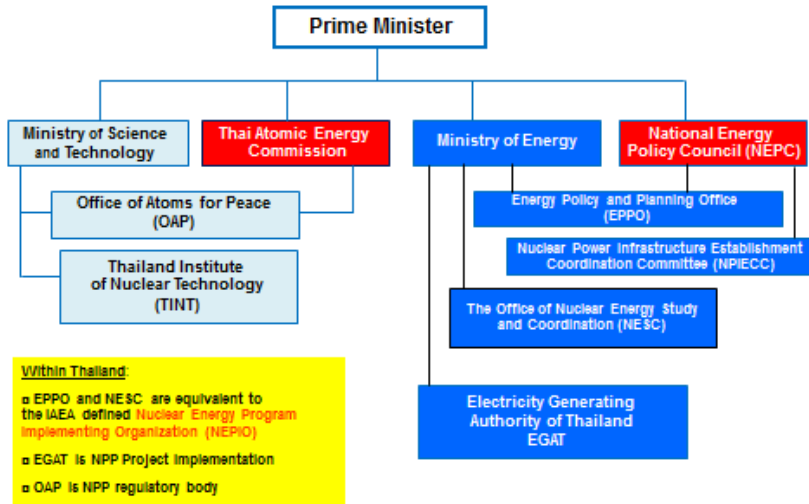 Prime Minister
Ministry of Science
and Technology
Thai Atomic Energy
Commission
Ministry of Energy
National Energy
Policy Council (NEPC)
Office of Atoms for Peace
(OAP)
Energy Policy and Planning Office
(EPPO)
Nuclear Power Infrastructure Establishment
Coordination Committee (NPIECC)
Thailand Institute
of Nuclear Technology
(TINT)
The Office of Nuclear Energy Study
and Coordination (NESC)
Within Thailand:
¤ EPPO and NESC are equivalent to
the IAEA defined Nuclear Energy Program
Implementing Organization (NEPIO)
¤ EGAT is NPP Project Implementation
¤ OAP is NPP regulatory body
Electricity Generating
Authority of Thailand
EGAT